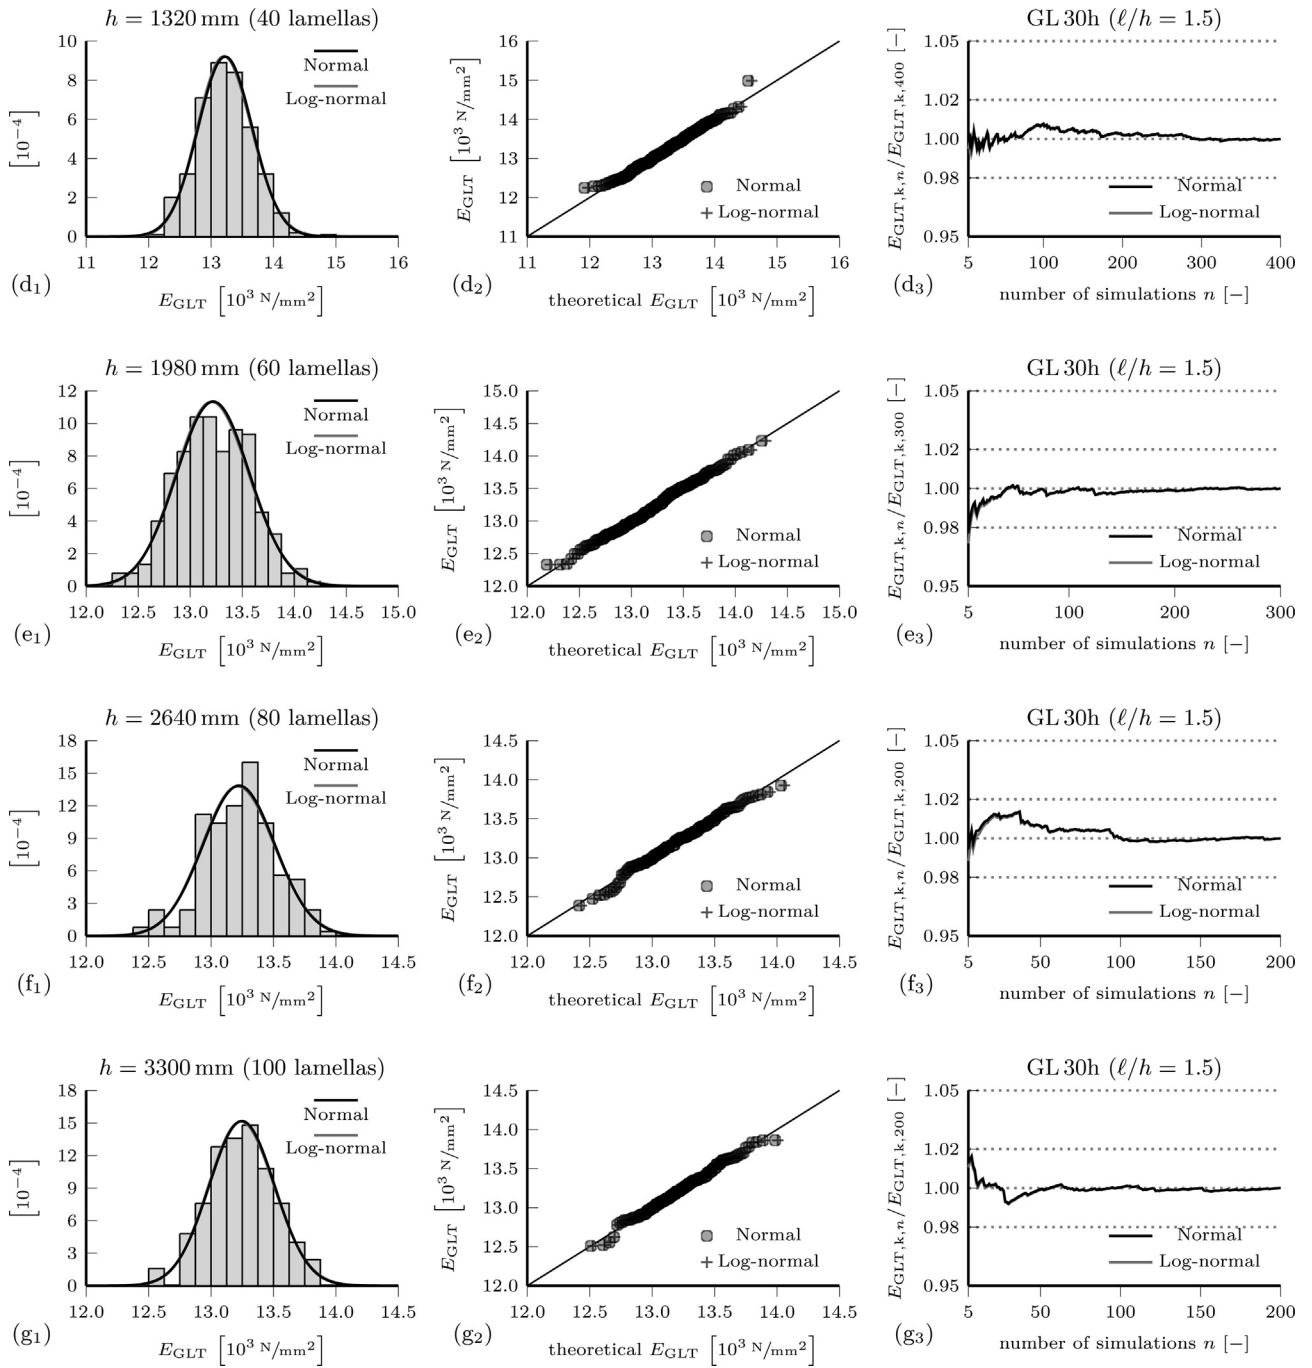 h = 1320 mm (40 lamellas)
10
8
6
4
2
0
[10⁻⁴]
Normal
Log-normal
11 12 13 14 15 16
(d₁)
E_GLT [10³ N/mm²]
16
15
14
13
12
11
E_GLT [10³ N/mm²]
Normal
Log-normal
11 12 13 14 15 16
(d₂)
theoretical E_GLT [10³ N/mm²]
GL 30h (ℓ/h = 1.5)
1.05
1.02
1.00
0.98
0.95
E_GLT,k,n/E_GLT,k,400 [−]
Normal
Log-normal
5 100 200 300 400
(d₃)
number of simulations n [−]
h = 1980 mm (60 lamellas)
12
10
8
6
4
2
0
[10⁻⁴]
Normal
Log-normal
12.0 12.5 13.0 13.5 14.0 14.5 15.0
(e₁)
E_GLT [10³ N/mm²]
15.0
14.5
14.0
13.5
13.0
12.5
12.0
E_GLT [10³ N/mm²]
Normal
Log-normal
12.0 12.5 13.0 13.5 14.0 14.5 15.0
(e₂)
theoretical E_GLT [10³ N/mm²]
GL 30h (ℓ/h = 1.5)
1.05
1.02
1.00
0.98
0.95
E_GLT,k,n/E_GLT,k,300 [−]
Normal
Log-normal
5 100 200 300
(e₃)
number of simulations n [−]
h = 2640 mm (80 lamellas)
18
15
12
9
6
3
0
[10⁻⁴]
Normal
Log-normal
12.0 12.5 13.0 13.5 14.0 14.5
(f₁)
E_GLT [10³ N/mm²]
14.5
14.0
13.5
13.0
12.5
12.0
E_GLT [10³ N/mm²]
Normal
Log-normal
12.0 12.5 13.0 13.5 14.0 14.5
(f₂)
theoretical E_GLT [10³ N/mm²]
GL 30h (ℓ/h = 1.5)
1.05
1.02
1.00
0.98
0.95
E_GLT,k,n/E_GLT,k,200 [−]
Normal
Log-normal
5 50 100 150 200
(f₃)
number of simulations n [−]
h = 3300 mm (100 lamellas)
18
15
12
9
6
3
0
[10⁻⁴]
Normal
Log-normal
12.0 12.5 13.0 13.5 14.0 14.5
(g₁)
E_GLT [10³ N/mm²]
14.5
14.0
13.5
13.0
12.5
12.0
E_GLT [10³ N/mm²]
Normal
Log-normal
12.0 12.5 13.0 13.5 14.0 14.5
(g₂)
theoretical E_GLT [10³ N/mm²]
GL 30h (ℓ/h = 1.5)
1.05
1.02
1.00
0.98
0.95
E_GLT,k,n/E_GLT,k,200 [−]
Normal
Log-normal
5 50 100 150 200
(g₃)
number of simulations n [−]